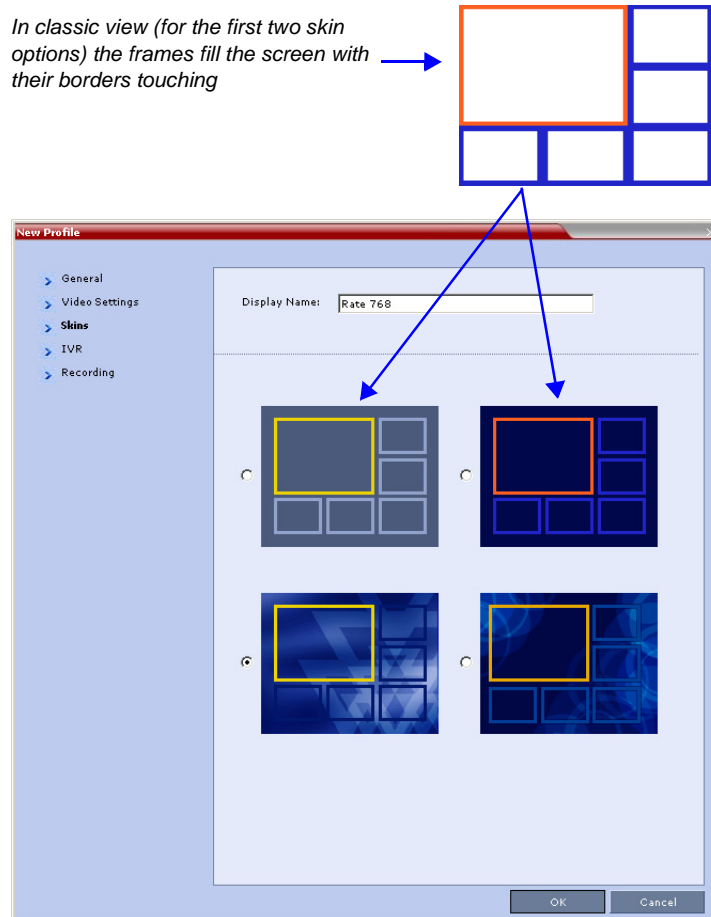 In classic view (for the first two skin
options) the frames fill the screen with
their borders touching
New Profile
General
Video Settings
Skins
IVR
Recording
Display Name: Rate 768
OK Cancel